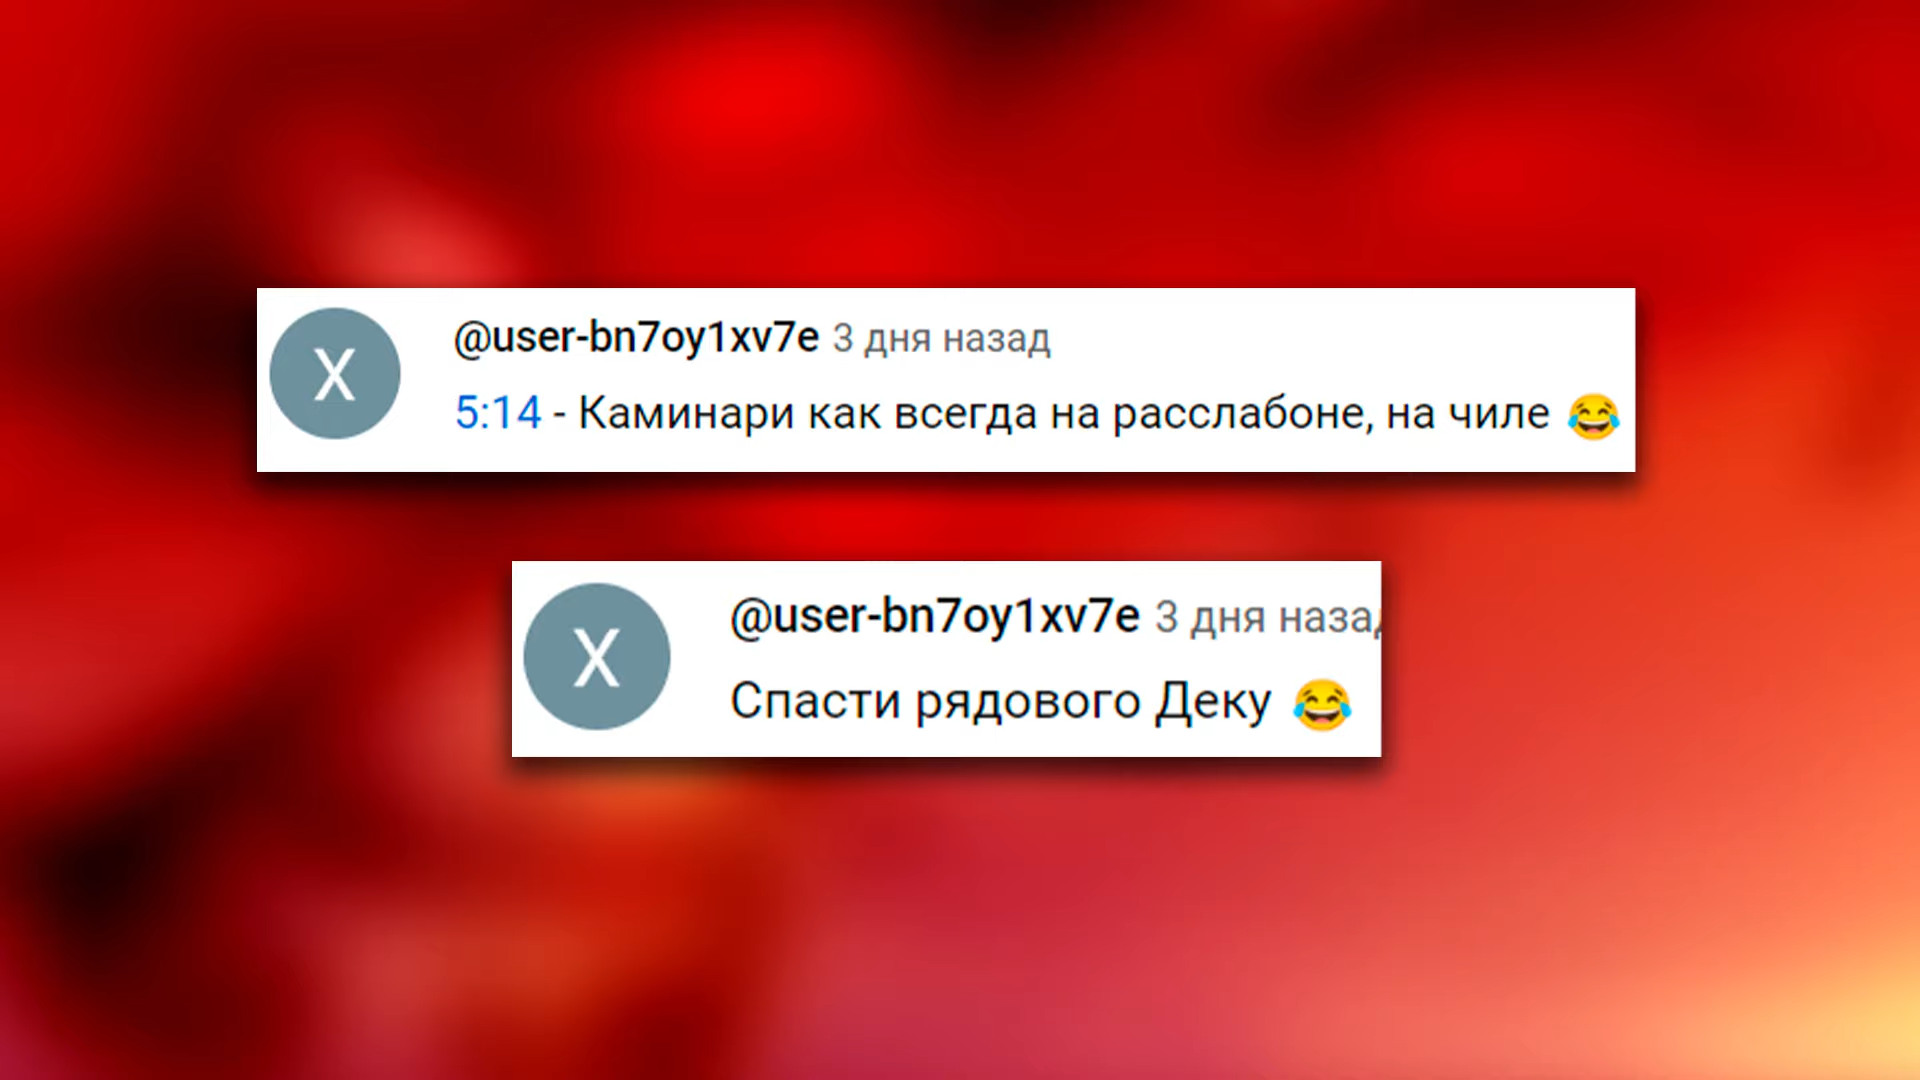 X
@user-bn7oy1xv7e 3 дня назад
5:14 - Каминари как всегда на расслабоне, на чиле 😂
X
@user-bn7oy1xv7e 3 дня назад
Спасти рядового Деку 😂